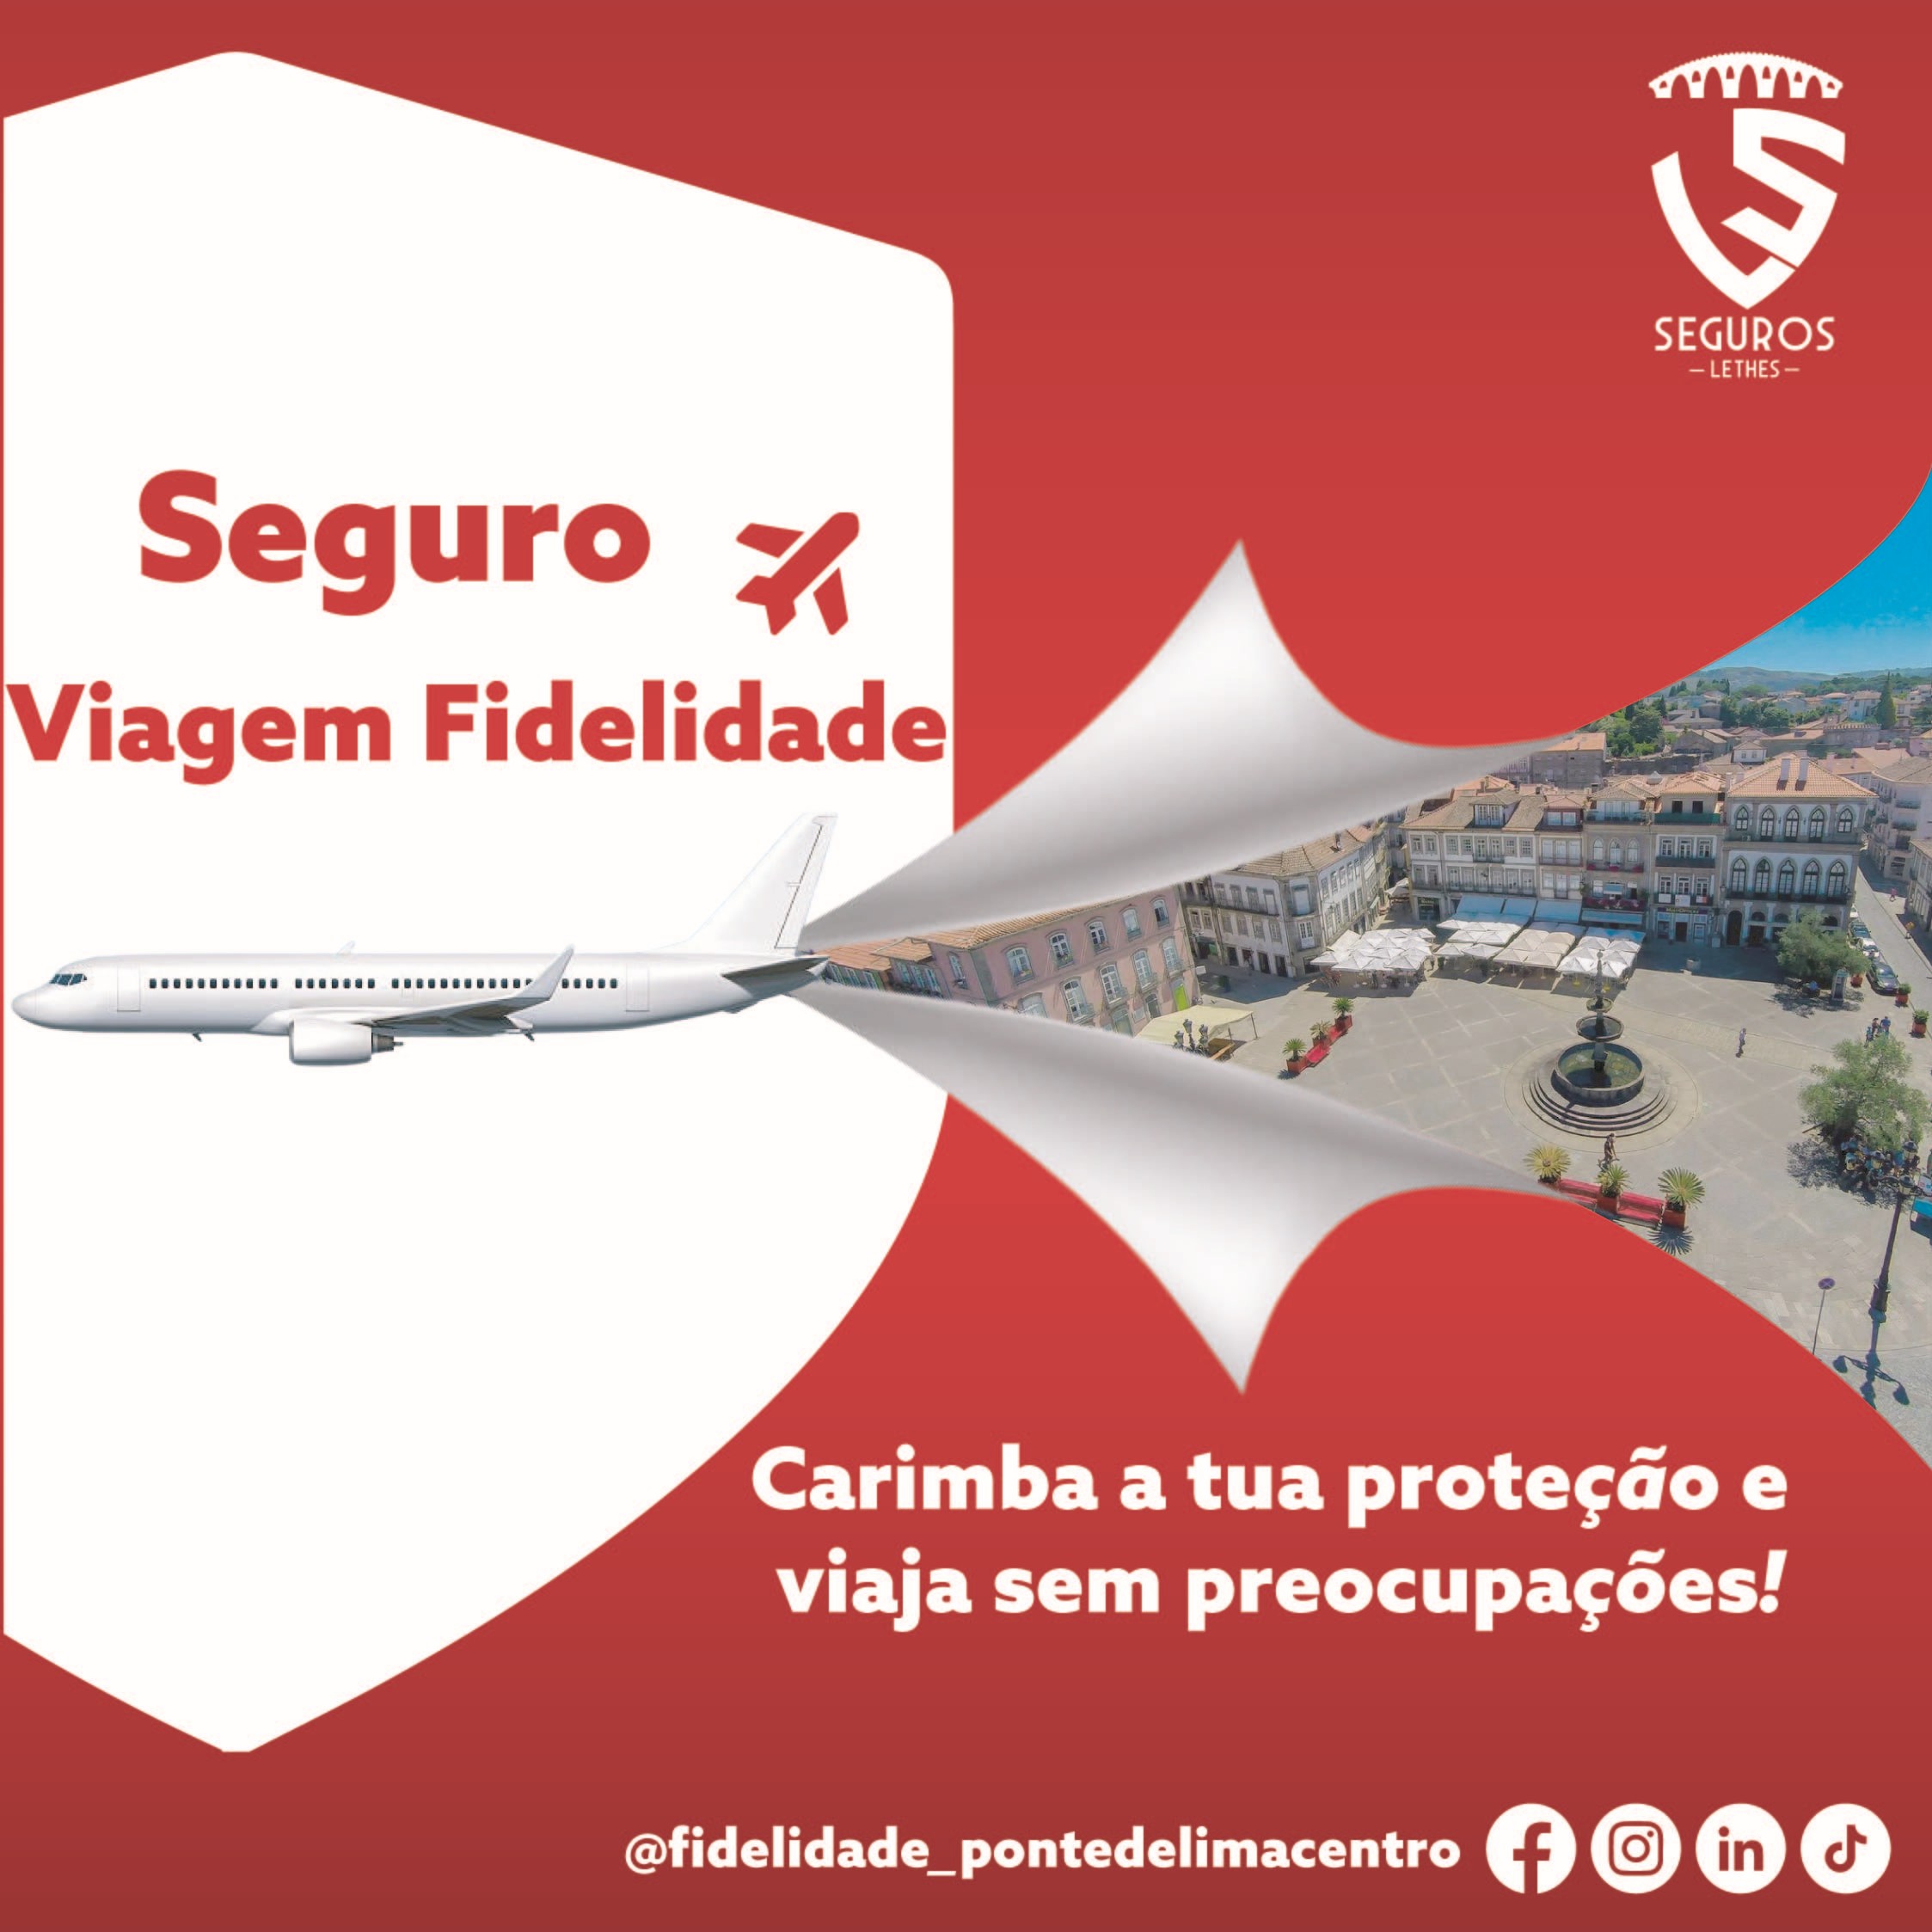 SEGUROS
– LETHES –
Seguro
Viagem Fidelidade
Carimba a tua proteção e
viaja sem preocupações!
@fidelidade_pontedelimacentro